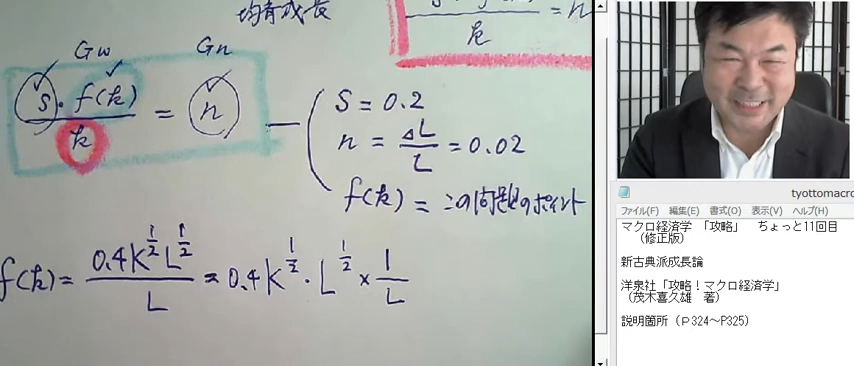 均斉成長
k = n
Gw Gn
s・f(k)/k = n
S = 0.2
n = ΔL/L = 0.02
f(k) = この問題のポイント
f(k) = 0.4K^{1/2}L^{1/2}/L = 0.4K^{1/2}・L^{1/2}×1/L
tyottomacro
ファイル(F) 編集(E) 書式(O) 表示(V) ヘルプ(H)
マクロ経済学 「攻略」 ちょっと11回目
(修正版)
新古典派成長論
洋泉社「攻略！マクロ経済学」
(茂木喜久雄 著)
説明箇所 (Ｐ324～P325)